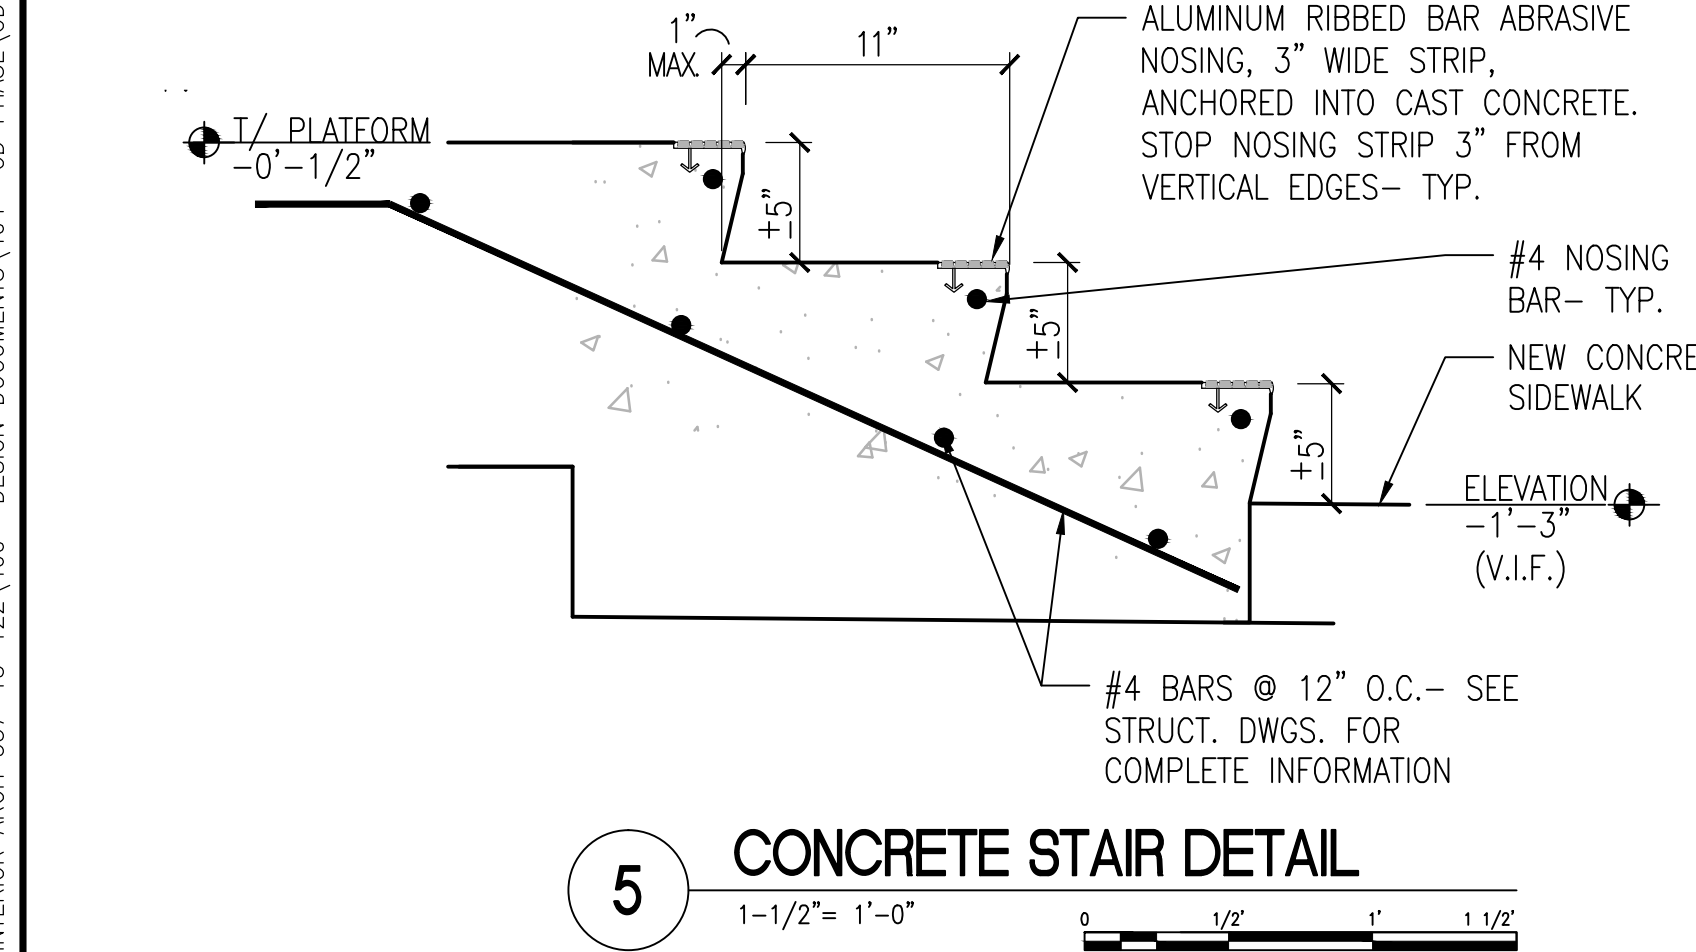 1”
MAX.
11”
ALUMINUM RIBBED BAR ABRASIVE
NOSING, 3” WIDE STRIP,
ANCHORED INTO CAST CONCRETE.
STOP NOSING STRIP 3” FROM
VERTICAL EDGES– TYP.
T/ PLATFORM
–0’–1/2”
±5”
±5”
±5”
#4 NOSING
BAR– TYP.
NEW CONCRE
SIDEWALK
ELEVATION
–1’–3”
(V.I.F.)
#4 BARS @ 12” O.C.– SEE
STRUCT. DWGS. FOR
COMPLETE INFORMATION
5
CONCRETE STAIR DETAIL
1–1/2”= 1’–0”
0 1/2' 1' 1 1/2'